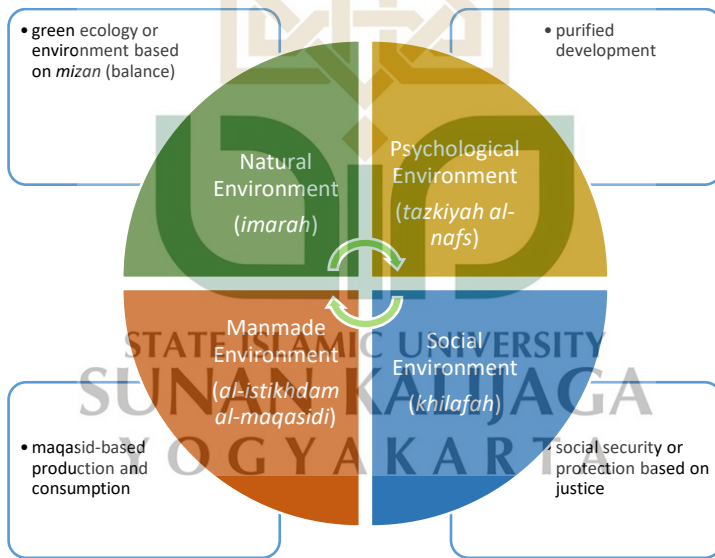 • green ecology or
environment based
on mizan (balance)
• purified
development
Natural
Environment
(imarah)
Psychological
Environment
(tazkiyah al-
nafs)
Manmade
Environment
(al-istikhdam
al-maqasidi)
Social
Environment
(khilafah)
STATE ISLAMIC UNIVERSITY
SUNAN KALIJAGA
YOGYAKARTA
• maqasid-based
production and
consumption
• social security or
protection based on
justice